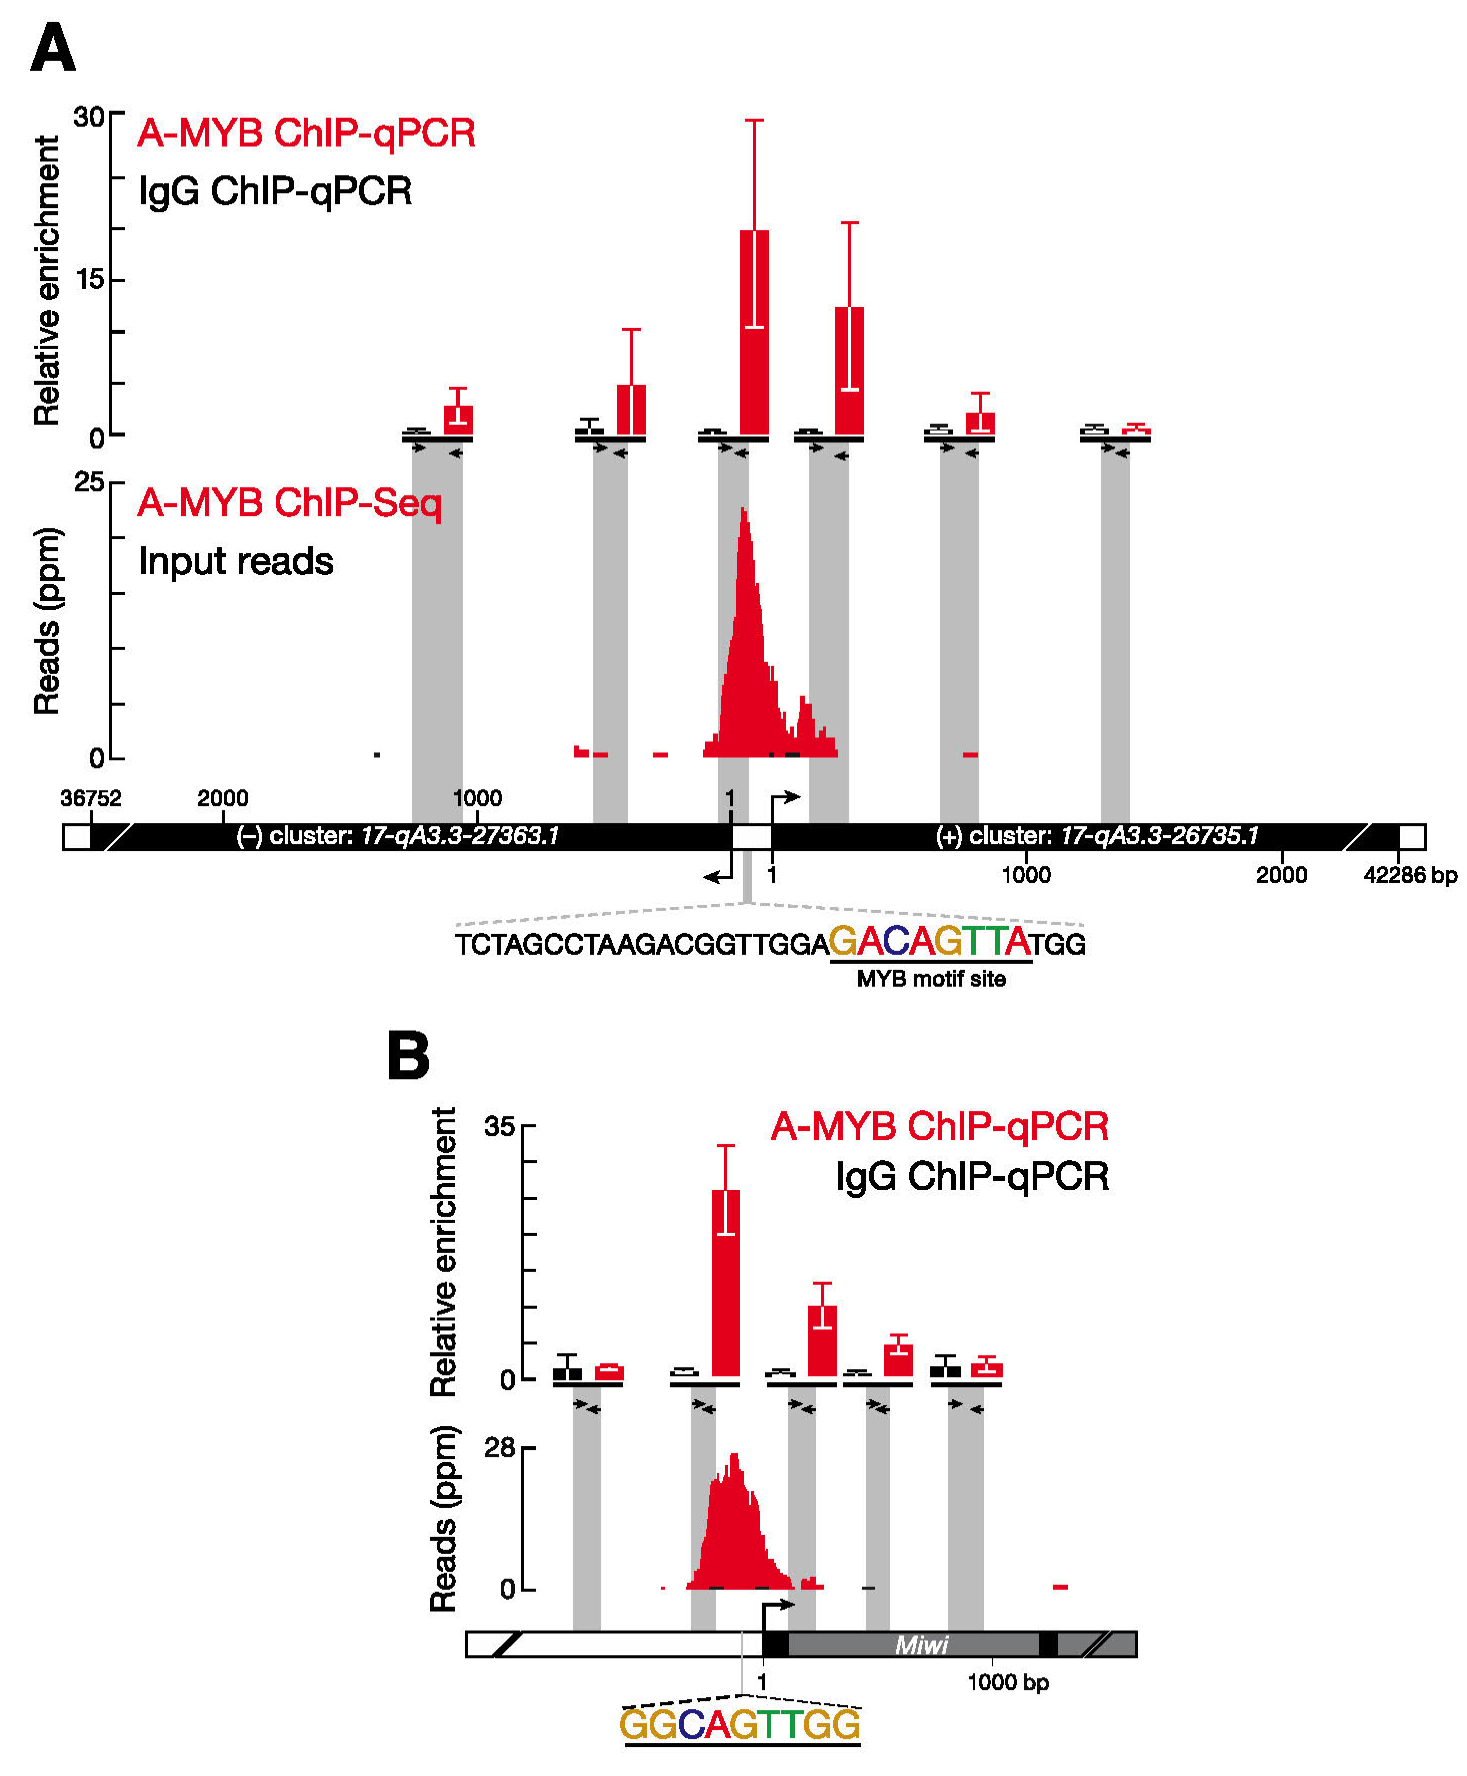 A
30
A-MYB ChIP-qPCR
IgG ChIP-qPCR
Relative enrichment
15
0
25
A-MYB ChIP-Seq
Input reads
Reads (ppm)
0
36752
2000
1000
1
(–) cluster: 17-qA3.3-27363.1
(+) cluster: 17-qA3.3-26735.1
1
1000
2000
42286 bp
TCTAGCCTAAGACGGTTGGAGACAGTTATGG
MYB motif site
B
35
A-MYB ChIP-qPCR
IgG ChIP-qPCR
Relative enrichment
0
28
Reads (ppm)
0
Miwi
1
1000 bp
GGCAGTTGG